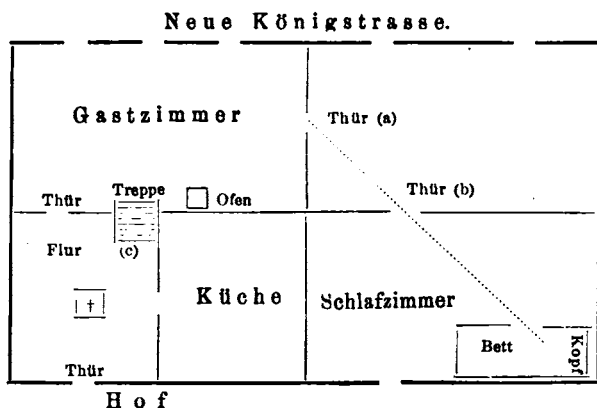 Neue Königstrasse.
Gastzimmer
Thür (a)
Treppe
Thür
Ofen
Thür (b)
Flur
(c)
†
Küche
Schlafzimmer
Bett
Kopf
Thür
Hof